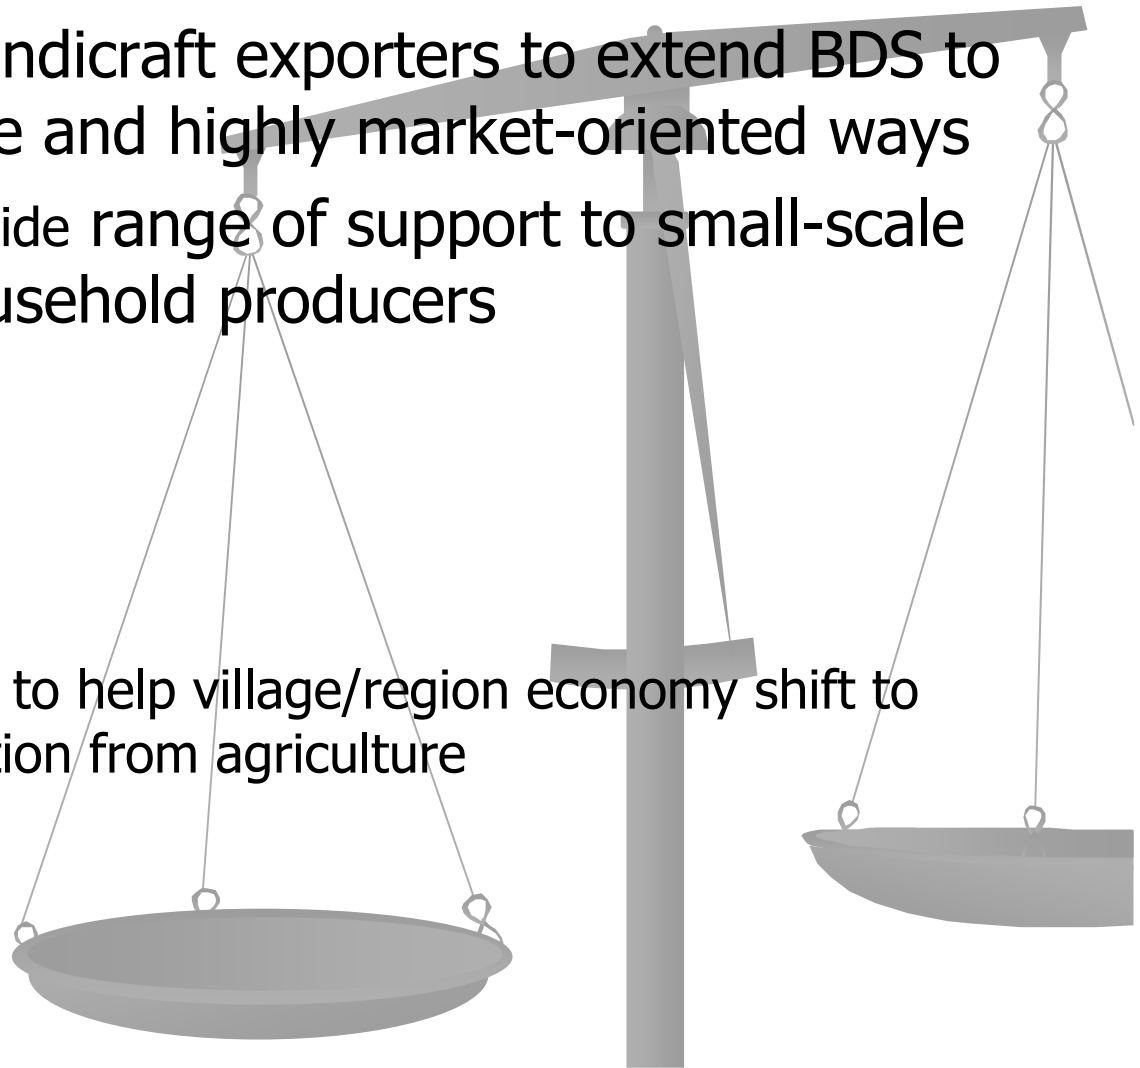 ndicraft exporters to extend BDS to
e and highly market-oriented ways
ide range of support to small-scale
usehold producers
to help village/region economy shift to
tion from agriculture